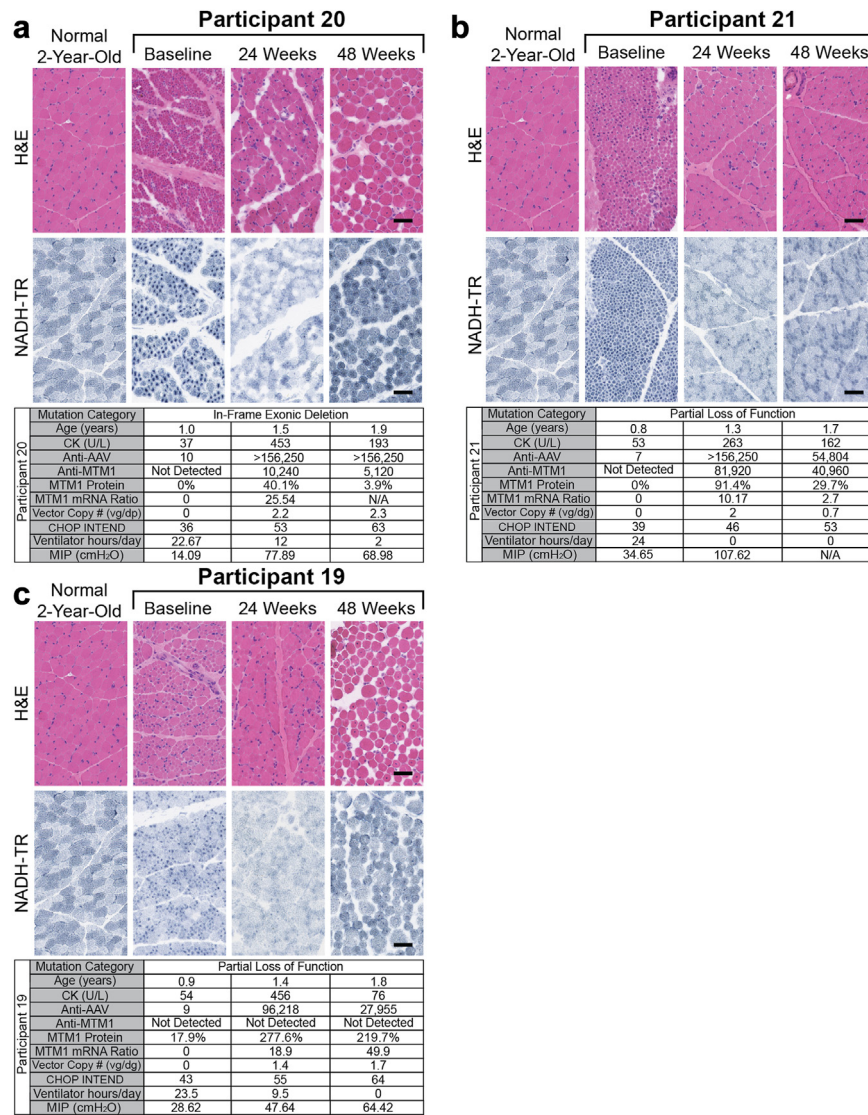 a
Participant 20
Normal
2-Year-Old
Baseline
24 Weeks
48 Weeks
H&E
NADH-TR
Participant 20
Mutation Category In-Frame Exonic Deletion
Age (years) 1.0 1.5 1.9
CK (U/L) 37 453 193
Anti-AAV 10 >156,250 >156,250
Anti-MTM1 Not Detected 10,240 5,120
MTM1 Protein 0% 40.1% 3.9%
MTM1 mRNA Ratio 0 25.54 N/A
Vector Copy # (vg/dp) 0 2.2 2.3
CHOP INTEND 36 53 63
Ventilator hours/day 22.67 12 2
MIP (cmH₂O) 14.09 77.89 68.98
b
Participant 21
Normal
2-Year-Old
Baseline
24 Weeks
48 Weeks
H&E
NADH-TR
Participant 21
Mutation Category Partial Loss of Function
Age (years) 0.8 1.3 1.7
CK (U/L) 53 263 162
Anti-AAV 7 >156,250 54,804
Anti-MTM1 Not Detected 81,920 40,960
MTM1 Protein 0% 91.4% 29.7%
MTM1 mRNA Ratio 0 10.17 2.7
Vector Copy # (vg/dg) 0 2 0.7
CHOP INTEND 39 46 53
Ventilator hours/day 24 0 0
MIP (cmH₂O) 34.65 107.62 N/A
c
Participant 19
Normal
2-Year-Old
Baseline
24 Weeks
48 Weeks
H&E
NADH-TR
Participant 19
Mutation Category Partial Loss of Function
Age (years) 0.9 1.4 1.8
CK (U/L) 54 456 76
Anti-AAV 9 96,218 27,955
Anti-MTM1 Not Detected Not Detected Not Detected
MTM1 Protein 17.9% 277.6% 219.7%
MTM1 mRNA Ratio 0 18.9 49.9
Vector Copy # (vg/dg) 0 1.4 1.7
CHOP INTEND 43 55 64
Ventilator hours/day 23.5 9.5 0
MIP (cmH₂O) 28.62 47.64 64.42